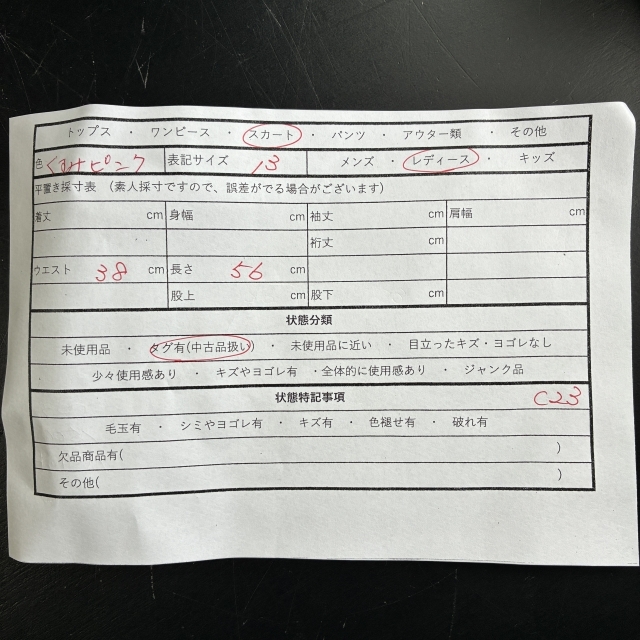 トップス ・ ワンピース ・ スカート ・ パンツ ・ アウター類 ・ その他
色 くすみピンク 表記サイズ 13 メンズ ・ レディース ・ キッズ
平置き採寸表 (素人採寸ですので、誤差がでる場合がございます)
着丈 cm 身幅 cm 袖丈 cm 肩幅 cm
裄丈 cm
ウエスト 38 cm 長さ 56 cm
股上 cm 股下 cm
状態分類
未使用品 ・ タグ有(中古品扱い) ・ 未使用品に近い ・ 目立ったキズ・ヨゴレなし
少々使用感あり ・ キズやヨゴレ有 ・全体的に使用感あり ・ ジャンク品
状態特記事項 C23
毛玉有 ・ シミやヨゴレ有 ・ キズ有 ・ 色褪せ有 ・ 破れ有
欠品商品有( )
その他( )